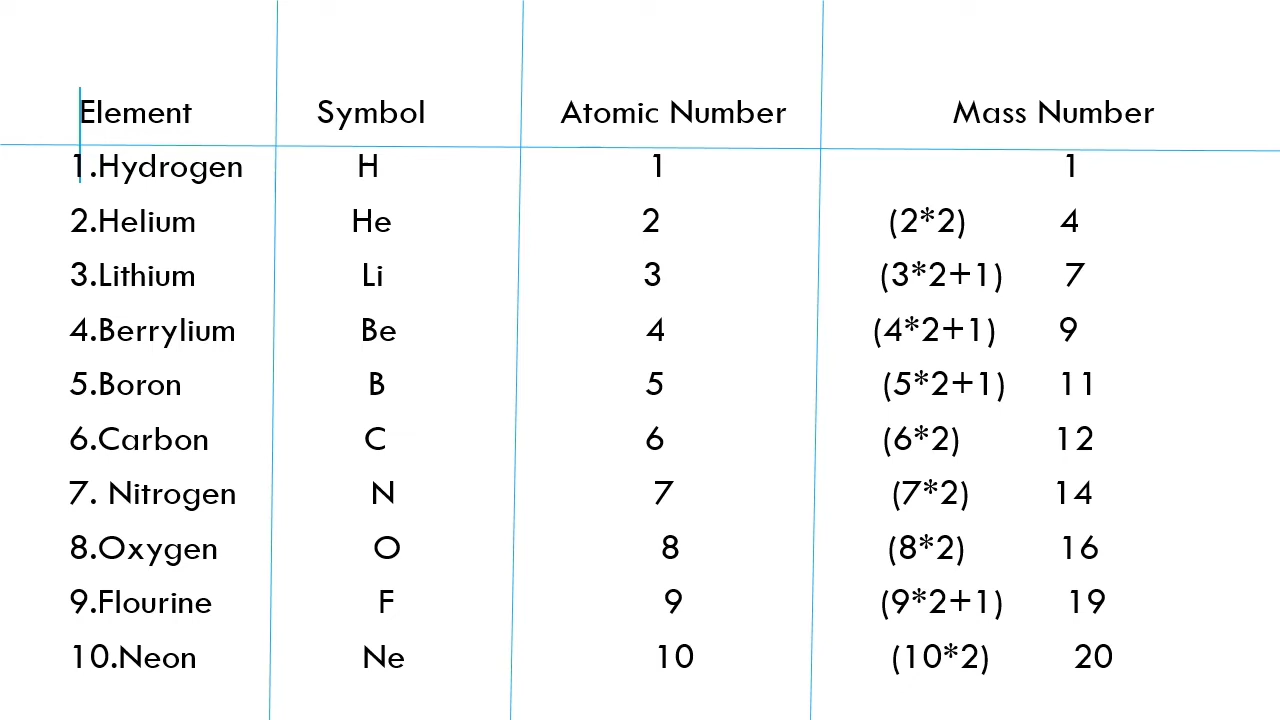 Element Symbol Atomic Number Mass Number
1.Hydrogen H 1 1
2.Helium He 2 (2*2) 4
3.Lithium Li 3 (3*2+1) 7
4.Berrylium Be 4 (4*2+1) 9
5.Boron B 5 (5*2+1) 11
6.Carbon C 6 (6*2) 12
7. Nitrogen N 7 (7*2) 14
8.Oxygen O 8 (8*2) 16
9.Flourine F 9 (9*2+1) 19
10.Neon Ne 10 (10*2) 20